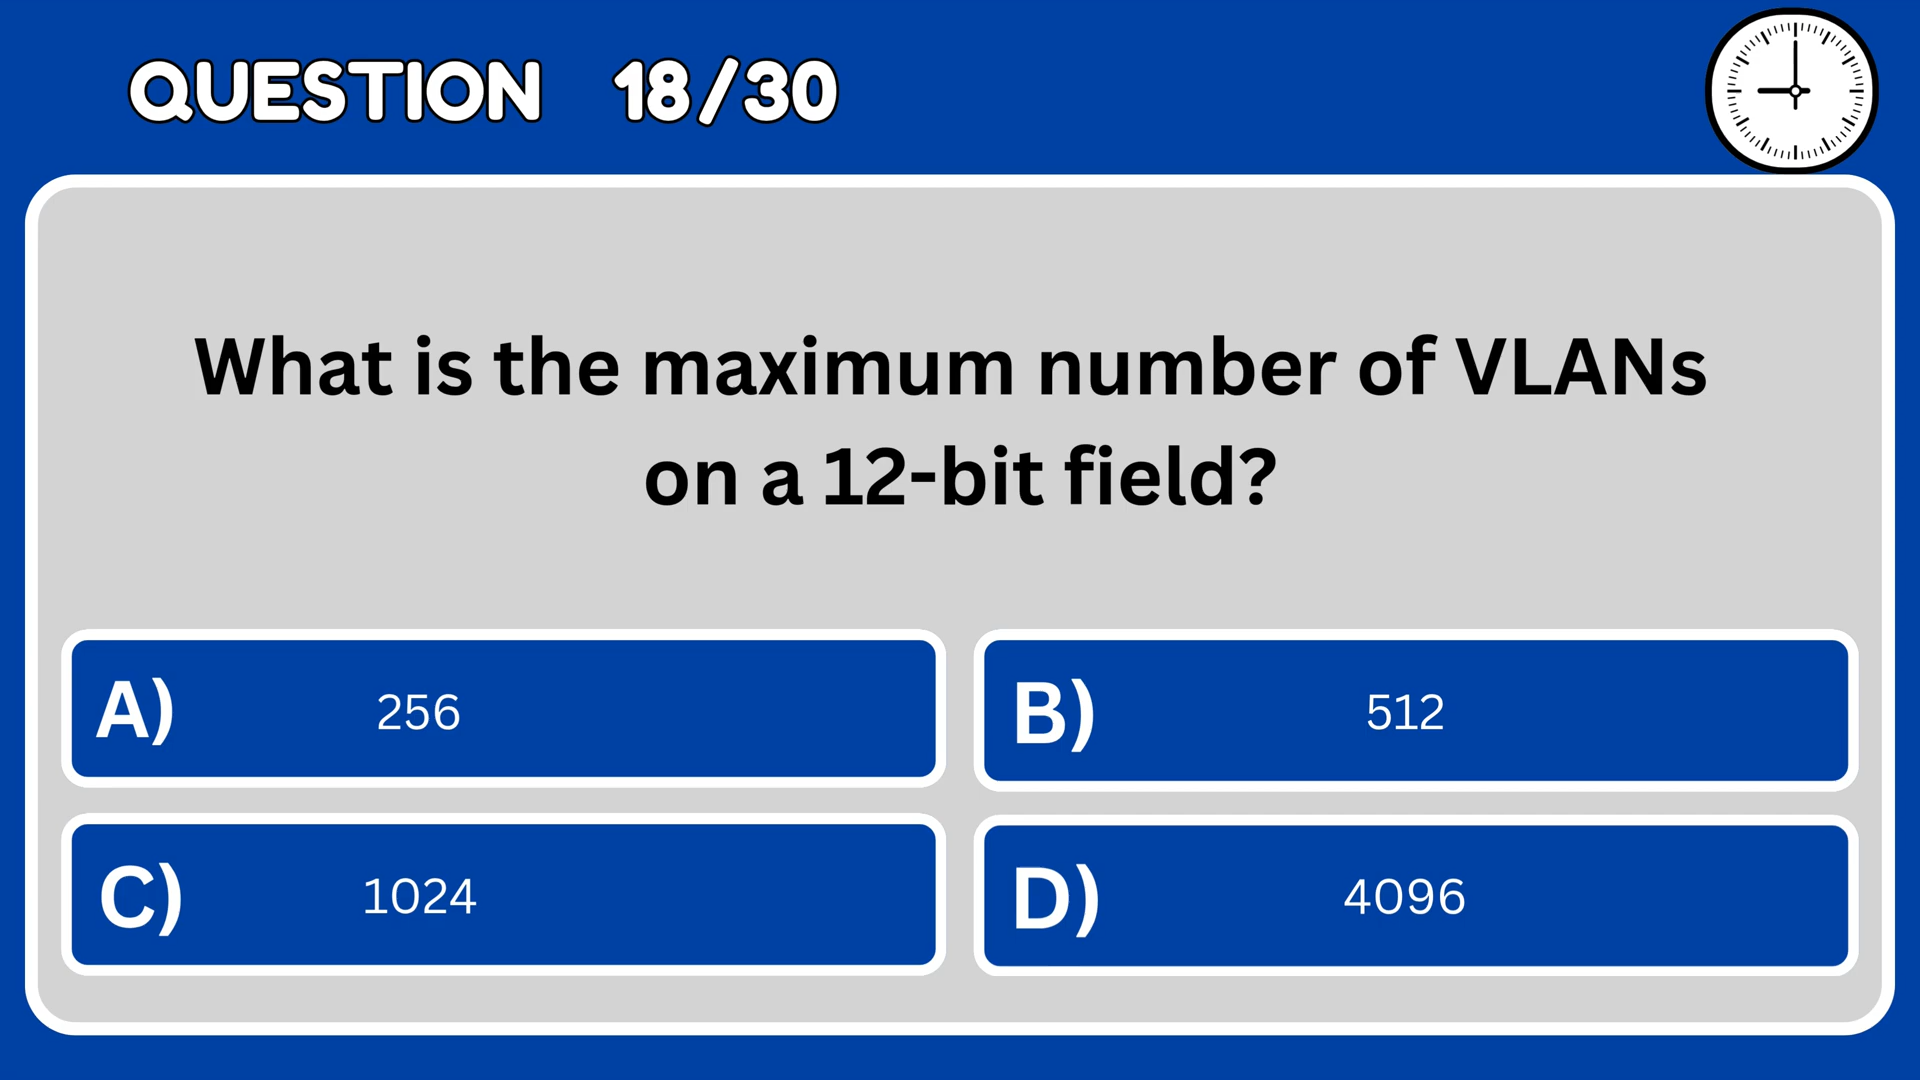 QUESTION 18/30
What is the maximum number of VLANs
on a 12-bit field?
A) 256
B) 512
C) 1024
D) 4096